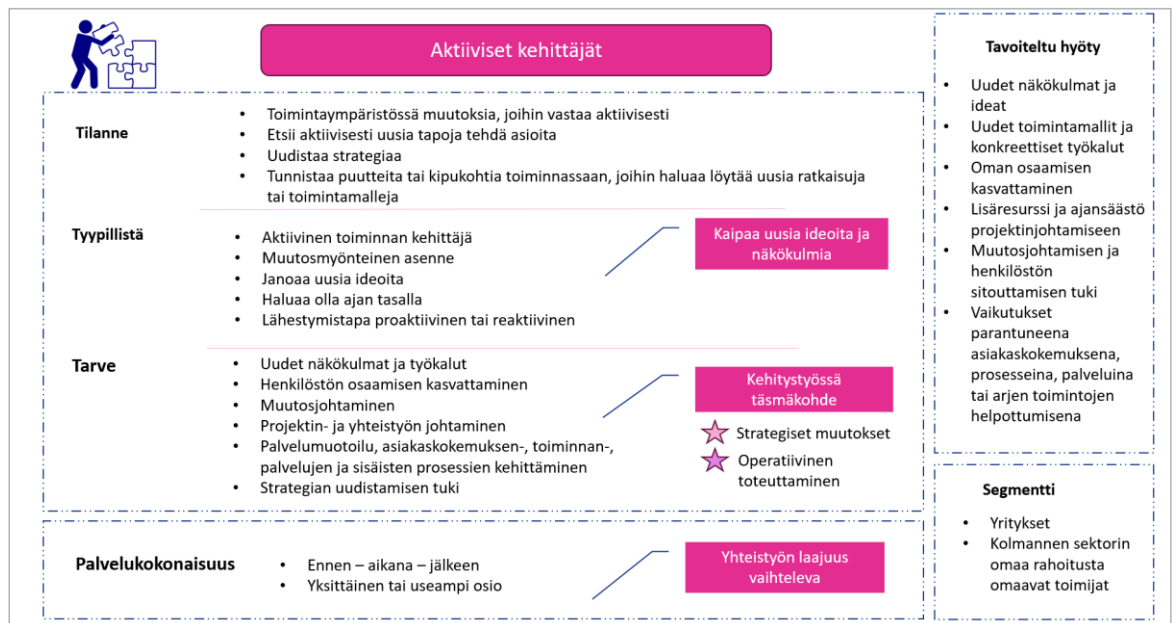 Aktiiviset kehittäjät
Tilanne
• Toimintaympäristössä muutoksia, joihin vastaa aktiivisesti
• Etsii aktiivisesti uusia tapoja tehdä asioita
• Uudistaa strategiaa
• Tunnistaa puutteita tai kipukohtia toiminnassaan, joihin haluaa löytää uusia ratkaisuja
tai toimintamalleja
Tyypillistä
• Aktiivinen toiminnan kehittäjä
• Muutosmyönteinen asenne
• Janoaa uusia ideoita
• Haluaa olla ajan tasalla
• Lähestymistapa proaktiivinen tai reaktiivinen
Kaipaa uusia ideoita ja
näkökulmia
Tarve
• Uudet näkökulmat ja työkalut
• Henkilöstön osaamisen kasvattaminen
• Muutosjohtaminen
• Projektin- ja yhteistyön johtaminen
• Palvelumuotoilu, asiakaskokemuksen-, toiminnan-,
palvelujen ja sisäisten prosessien kehittäminen
• Strategian uudistamisen tuki
Kehitystyössä
täsmäkohde
Strategiset muutokset
Operatiivinen
toteuttaminen
Palvelukokonaisuus
• Ennen – aikana – jälkeen
• Yksittäinen tai useampi osio
Yhteistyön laajuus
vaihteleva
Tavoiteltu hyöty
• Uudet näkökulmat ja
ideat
• Uudet toimintamallit ja
konkreettiset työkalut
• Oman osaamisen
kasvattaminen
• Lisäresurssi ja ajansäästö
projektinjohtamiseen
• Muutosjohtamisen ja
henkilöstön
sitouttamisen tuki
• Vaikutukset
parantuneena
asiakaskokemuksena,
prosesseina, palveluina
tai arjen toimintojen
helpottumisena
Segmentti
• Yritykset
• Kolmannen sektorin
omaa rahoitusta
omaavat toimijat